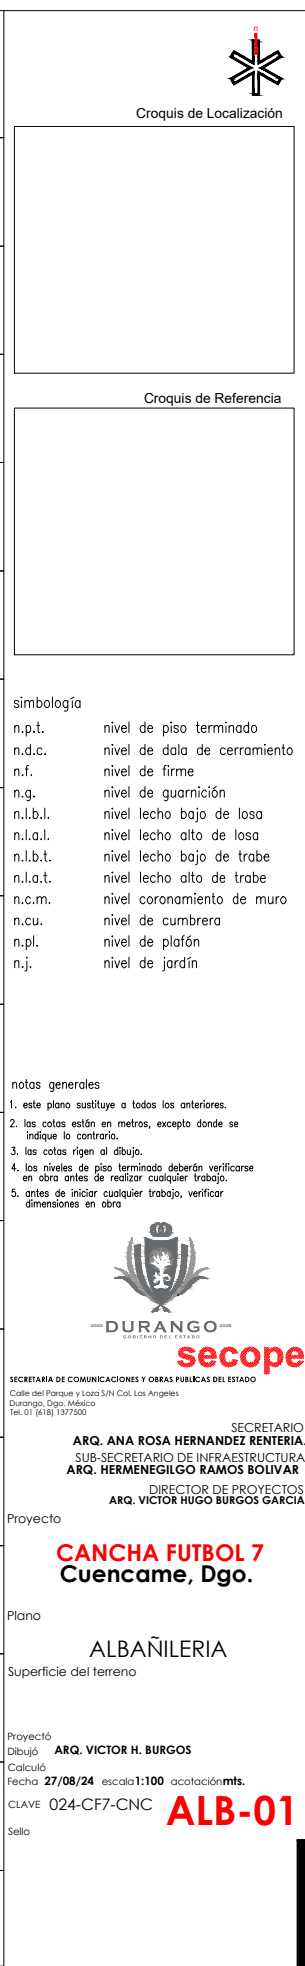 n
Croquis de Localización
Croquis de Referencia
simbología
n.p.t. nivel de piso terminado
n.d.c. nivel de dala de cerramiento
n.f. nivel de firme
n.g. nivel de guarnición
n.l.b.l. nivel lecho bajo de losa
n.l.a.l. nivel lecho alto de losa
n.l.b.t. nivel lecho bajo de trabe
n.l.a.t. nivel lecho alto de trabe
n.c.m. nivel coronamiento de muro
n.cu. nivel de cumbrera
n.pl. nivel de plafón
n.j. nivel de jardín
notas generales
1. este plano sustituye a todos los anteriores.
2. las cotas están en metros, excepto donde se
indique lo contrario.
3. las cotas rigen al dibujo.
4. los niveles de piso terminado deberán verificarse
en obra antes de realizar cualquier trabajo.
5. antes de iniciar cualquier trabajo, verificar
dimensiones en obra
2022 DURANGO 2028
GOBIERNO DEL ESTADO
secope
SECRETARÍA DE COMUNICACIONES Y OBRAS PUBLICAS DEL ESTADO
Calle del Parque y Loza S/N Col. Los Angeles
Durango, Dgo. México
Tel. 01 (618) 1377500
SECRETARIO
ARQ. ANA ROSA HERNANDEZ RENTERIA.
SUB-SECRETARIO DE INFRAESTRUCTURA
ARQ. HERMENEGILGO RAMOS BOLIVAR
DIRECTOR DE PROYECTOS
ARQ. VICTOR HUGO BURGOS GARCIA
Proyecto
CANCHA FUTBOL 7
Cuencame, Dgo.
Plano
ALBAÑILERIA
Superficie del terreno
Proyectó
Dibujó ARQ. VICTOR H. BURGOS
Calculó
Fecha 27/08/24 escala1:100 acotaciónmts.
CLAVE 024-CF7-CNC ALB-01
Sello